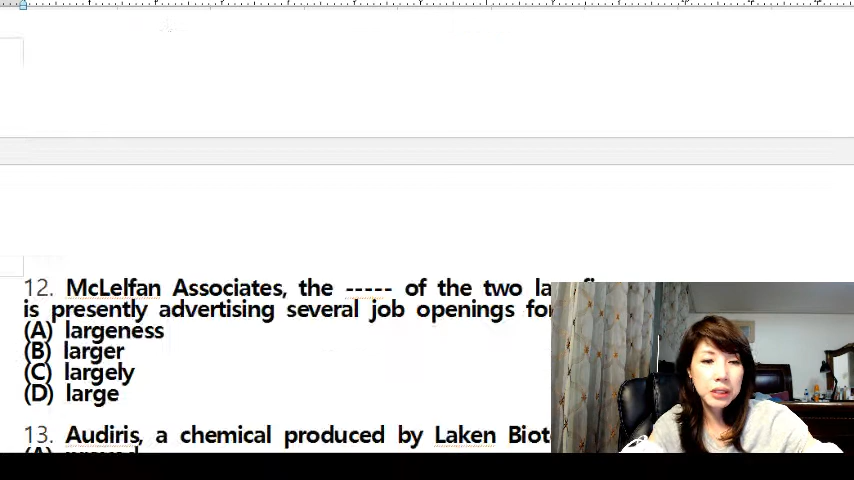 12. McLelfan Associates, the ----- of the two la
is presently advertising several job openings for
(A) largeness
(B) larger
(C) largely
(D) large
13. Audiris, a chemical produced by Laken